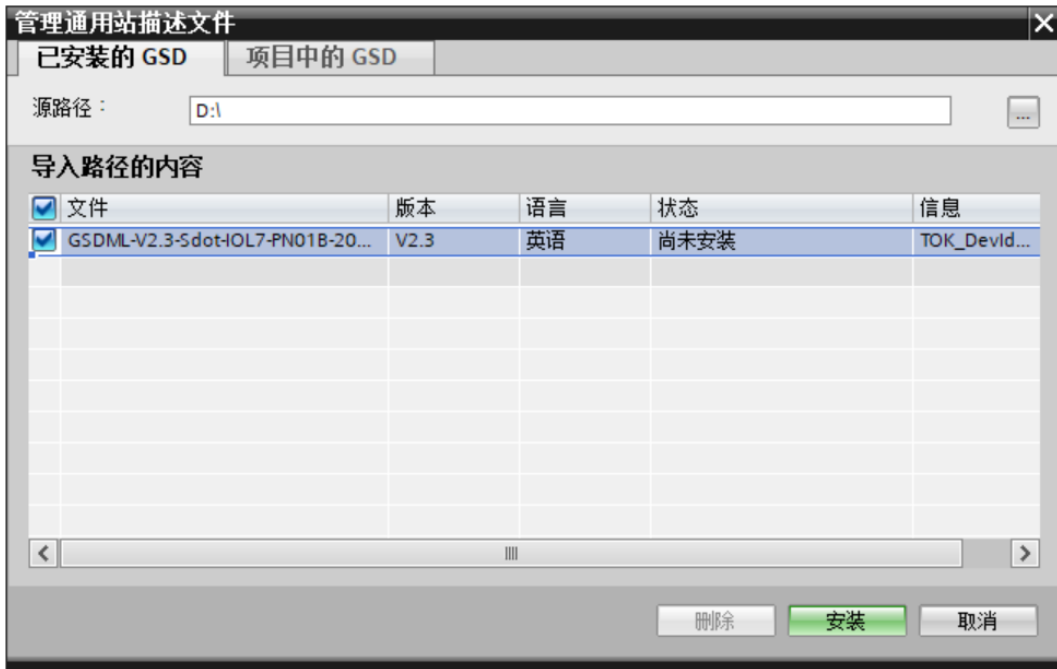 管理通用站描述文件
已安装的 GSD 项目中的 GSD
源路径： D:\ ...
导入路径的内容
文件 版本 语言 状态 信息
GSDML-V2.3-Sdot-IOL7-PN01B-20... V2.3 英语 尚未安装 TOK_DevId...
删除 安装 取消